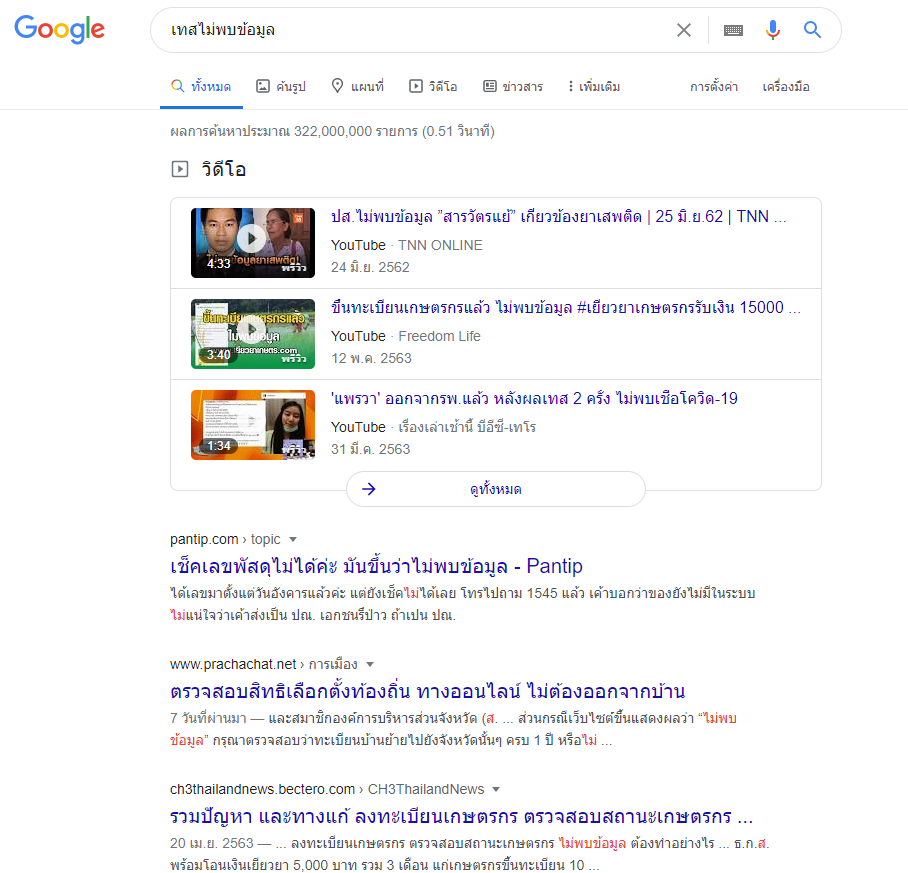 Google
เทสไม่พบข้อมูล
ทั้งหมด ค้นรูป แผนที่ วิดีโอ ข่าวสาร เพิ่มเติม การตั้งค่า เครื่องมือ
ผลการค้นหาประมาณ 322,000,000 รายการ (0.51 วินาที)
วิดีโอ
ปส.ไม่พบข้อมูล ”สารวัตรแย้” เกี่ยวข้องยาเสพติด | 25 มิ.ย.62 | TNN ...
YouTube · TNN ONLINE
24 มิ.ย. 2562
4:33
พรีวิว
ขึ้นทะเบียนเกษตรกรแล้ว ไม่พบข้อมูล #เยียวยาเกษตรกรรับเงิน 15000 ...
YouTube · Freedom Life
12 พ.ค. 2563
ขึ้นทะเบียนเกษตรกรแล้ว
ไม่พบข้อมูล
3:40
พรีวิว
'แพรวา' ออกจากรพ.แล้ว หลังผลเทส 2 ครั้ง ไม่พบเชื้อโควิด-19
YouTube · เรื่องเล่าเช้านี้ บีอีซี-เทโร
31 มี.ค. 2563
1:34
พรีวิว
ดูทั้งหมด
pantip.com › topic
เช็คเลขพัสดุไม่ได้ค่ะ มันขึ้นว่าไม่พบข้อมูล - Pantip
ได้เลขมาตั้งแต่วันอังคารแล้วค่ะ แต่ยังเช็คไม่ได้เลย โทรไปถาม 1545 แล้ว เค้าบอกว่าของยังไม่มีในระบบ
ไม่แน่ใจว่าเค้าส่งเป็น ปณ. เอกชนรึป่าว ถ้าเปน ปณ.
www.prachachat.net › การเมือง
ตรวจสอบสิทธิเลือกตั้งท้องถิ่น ทางออนไลน์ ไม่ต้องออกจากบ้าน
7 วันที่ผ่านมา — และสมาชิกองค์การบริหารส่วนจังหวัด (ส. ... ส่วนกรณีเว็บไซต์ขึ้นแสดงผลว่า “ไม่พบ
ข้อมูล” กรุณาตรวจสอบว่าทะเบียนบ้านย้ายไปยังจังหวัดนั้นๆ ครบ 1 ปี หรือไม่ ...
ch3thailandnews.bectero.com › CH3ThailandNews
รวมปัญหา และทางแก้ ลงทะเบียนเกษตรกร ตรวจสอบสถานะเกษตรกร ...
20 เม.ย. 2563 — ... ลงทะเบียนเกษตรกร ตรวจสอบสถานะเกษตรกร ไม่พบข้อมูล ต้องทำอย่างไร ... ธ.ก.ส.
พร้อมโอนเงินเยียวยา 5,000 บาท รวม 3 เดือน แก่เกษตรกรขึ้นทะเบียน 10 ...